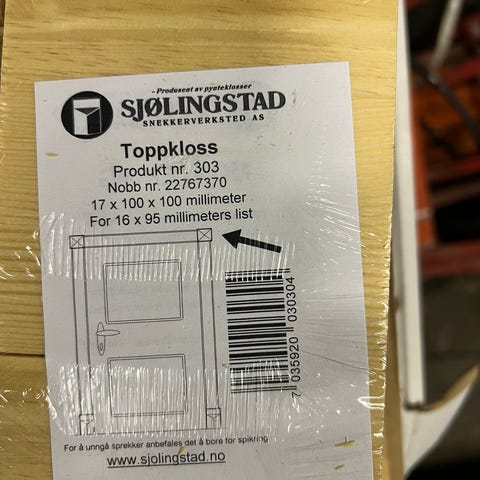 - Produsent av pynteklosser
SJØLINGSTAD
SNEKKERVERKSTED AS
Toppkloss
Produkt nr. 303
Nobb nr. 22767370
17 x 100 x 100 millimeter
For 16 x 95 millimeters list
7 035920 030304
For å unngå sprekker anbefales det å bore før spikring
www.sjolingstad.no